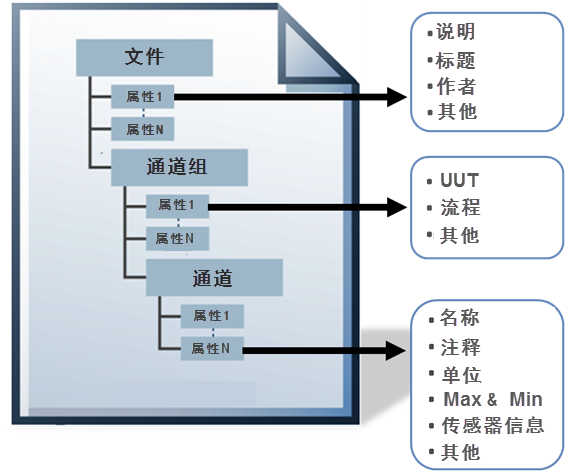 文件
属性1
属性N
通道组
属性1
属性N
通道
属性1
属性N
·说明
·标题
·作者
·其他
· UUT
· 流程
· 其他
· 名称
· 注释
· 单位
· Max & Min
· 传感器信息
· 其他